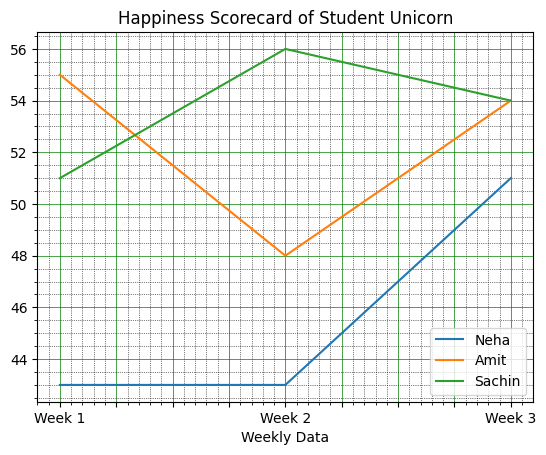 Happiness Scorecard of Student Unicorn
56
54
52
50
48
46
44
Neha
Amit
Sachin
Week 1
Week 2
Week 3
Weekly Data